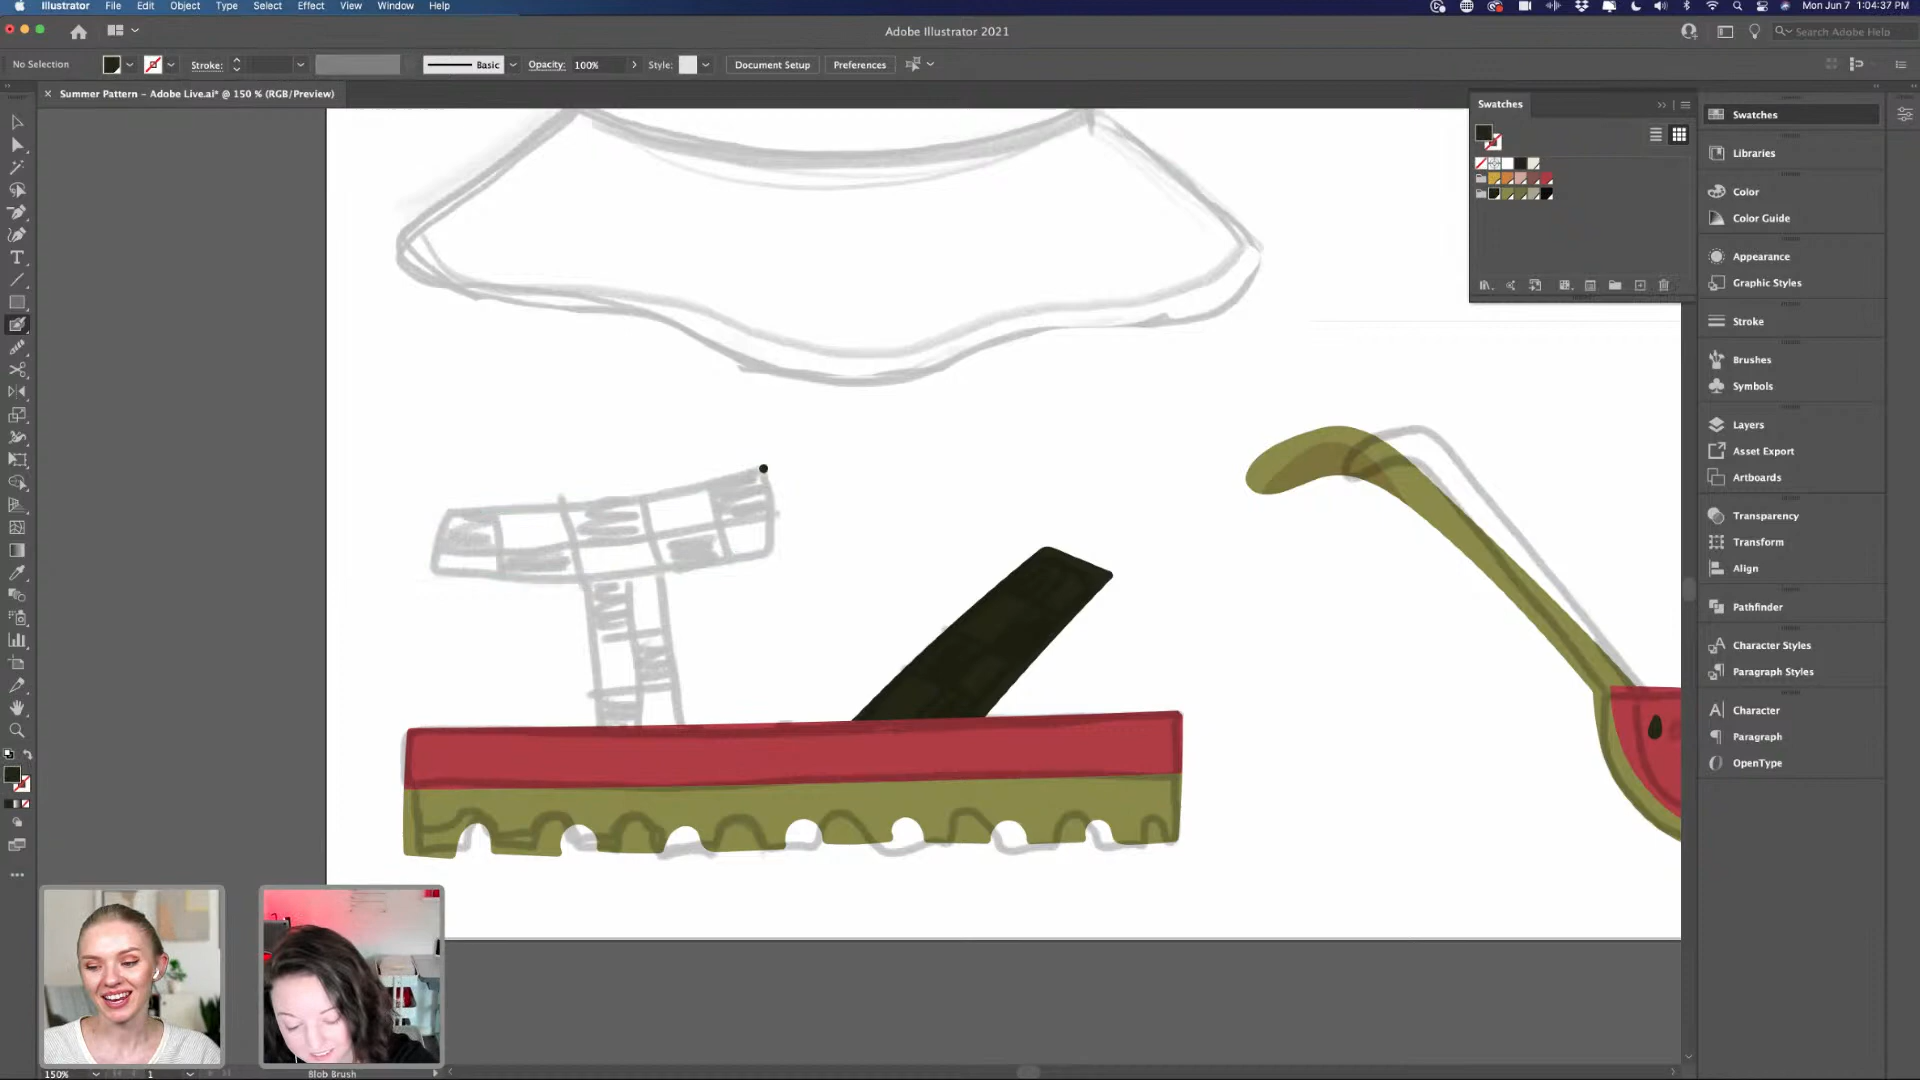 Illustrator File Edit Object Type Select Effect View Window Help
Mon Jun 7 1:04:37 PM
Adobe Illustrator 2021
Search Adobe Help
No Selection
Stroke:
Basic
Opacity: 100%
Style:
Document Setup
Preferences
Summer Pattern – Adobe Live.ai* @ 150 % (RGB/Preview)
Swatches
Swatches
Libraries
Color
Color Guide
Appearance
Graphic Styles
Stroke
Brushes
Symbols
Layers
Asset Export
Artboards
Transparency
Transform
Align
Pathfinder
Character Styles
Paragraph Styles
Character
Paragraph
OpenType
150%
1
Blob Brush